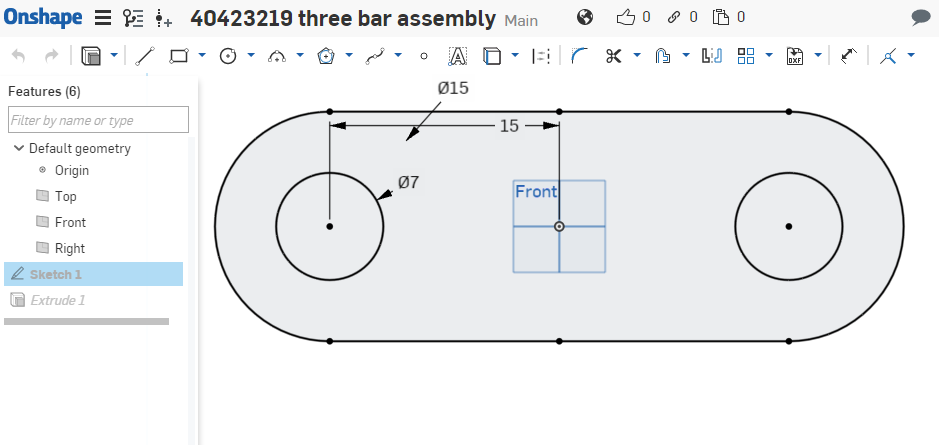 Onshape 40423219 three bar assembly Main 0 0 0
DXF
Features (6)
Filter by name or type
Default geometry
Origin
Top
Front
Right
Sketch 1
Extrude 1
Ø15
15
Ø7
Front